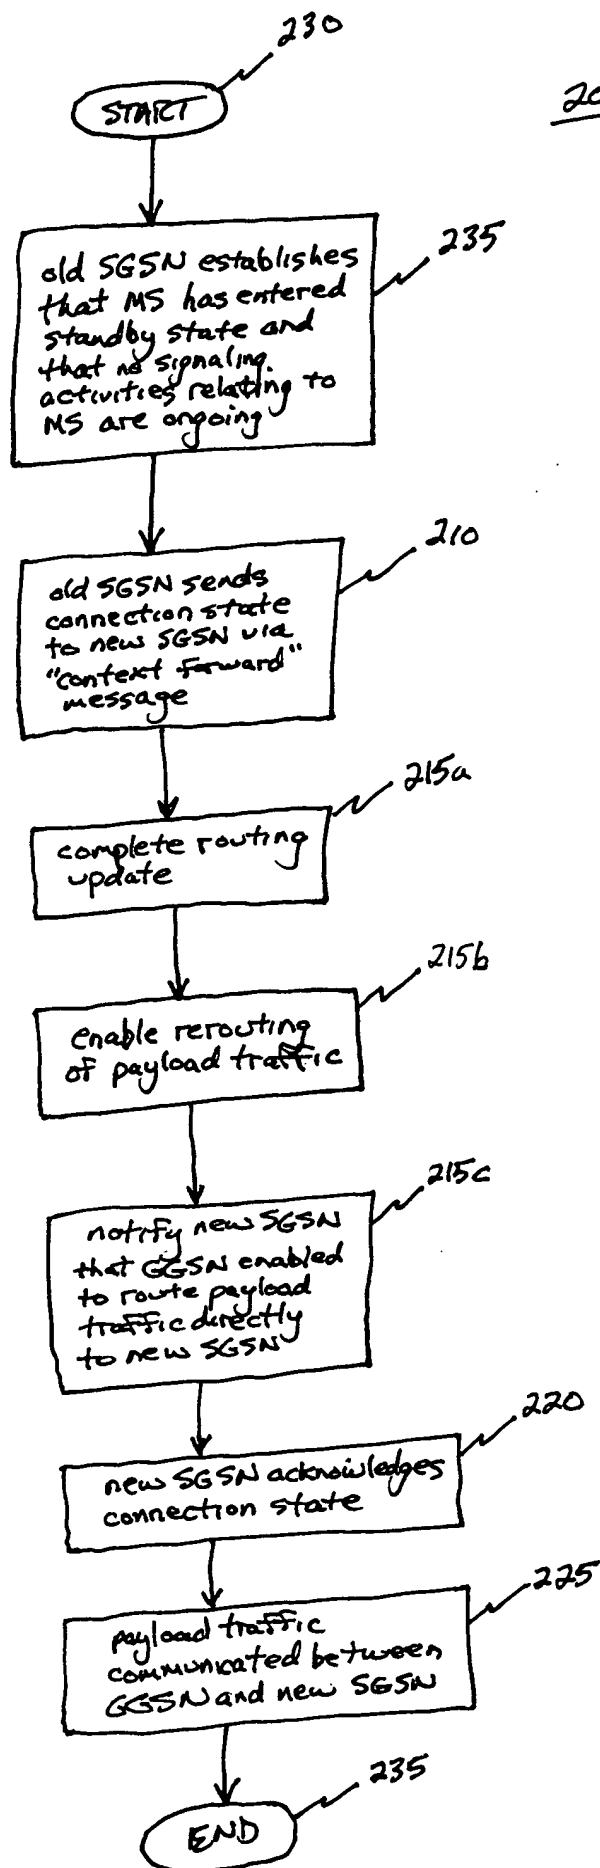 230
START
20
old SGSN establishes
that MS has entered
standby state and
that no signaling
activities relating to
MS are ongoing
235
old SGSN sends
connection state
to new SGSN via
"context forward"
message
210
complete routing
update
215a
enable rerouting
of payload traffic
215b
notify new SGSN
that GGSN enabled
to route payload
traffic directly
to new SGSN
215c
new SGSN acknowledges
connection state
220
payload traffic
communicated between
GGSN and new SGSN
225
END
235